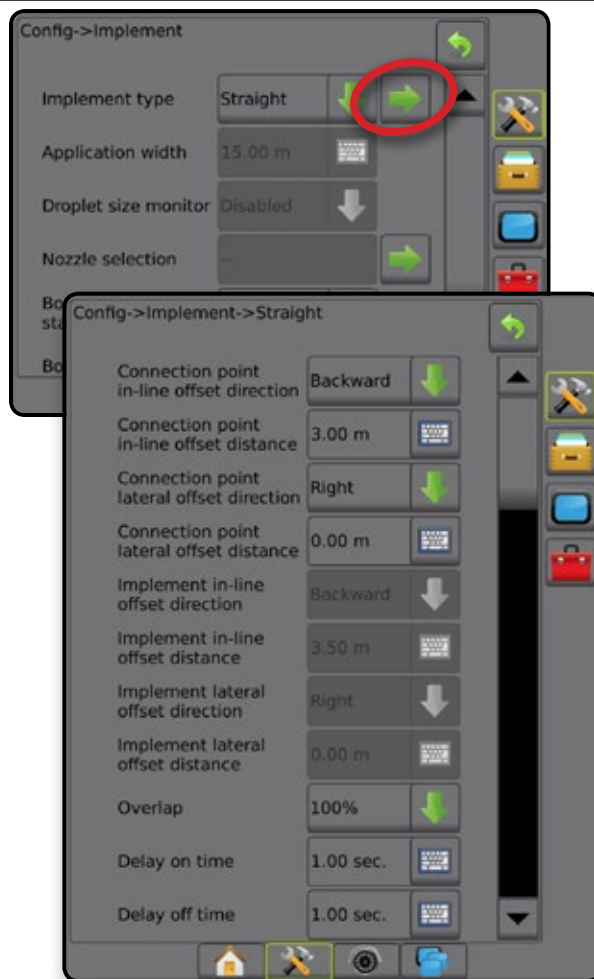 Config->Implement
Implement type Straight
Application width 15.00 m
Droplet size monitor Disabled
Nozzle selection --
Bo
sta
Bo
Config->Implement->Straight
Connection point
in-line offset direction Backward
Connection point
in-line offset distance 3.00 m
Connection point
lateral offset direction Right
Connection point
lateral offset distance 0.00 m
Implement in-line
offset direction Backward
Implement in-line
offset distance 3.50 m
Implement lateral
offset direction Right
Implement lateral
offset distance 0.00 m
Overlap 100%
Delay on time 1.00 sec.
Delay off time 1.00 sec.